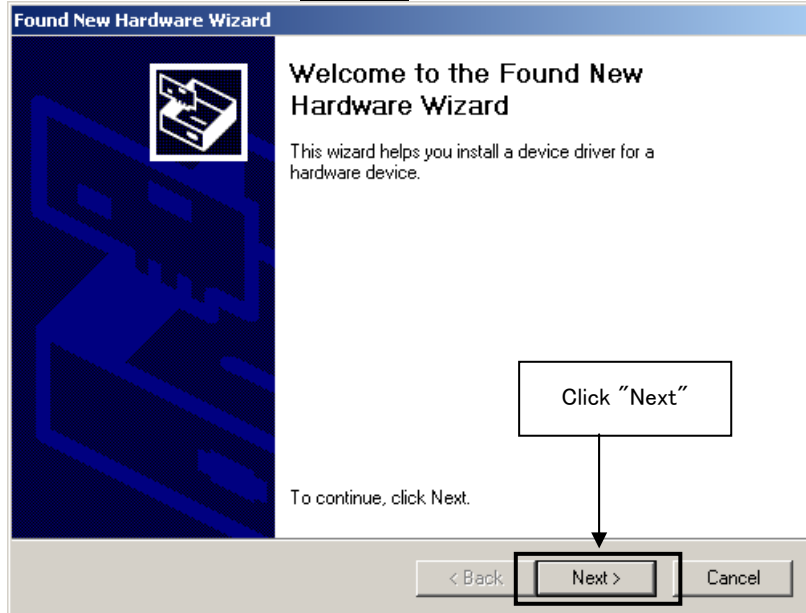 Found New Hardware Wizard
Welcome to the Found New
Hardware Wizard
This wizard helps you install a device driver for a
hardware device.
Click "Next"
To continue, click Next.
< Back
Next >
Cancel